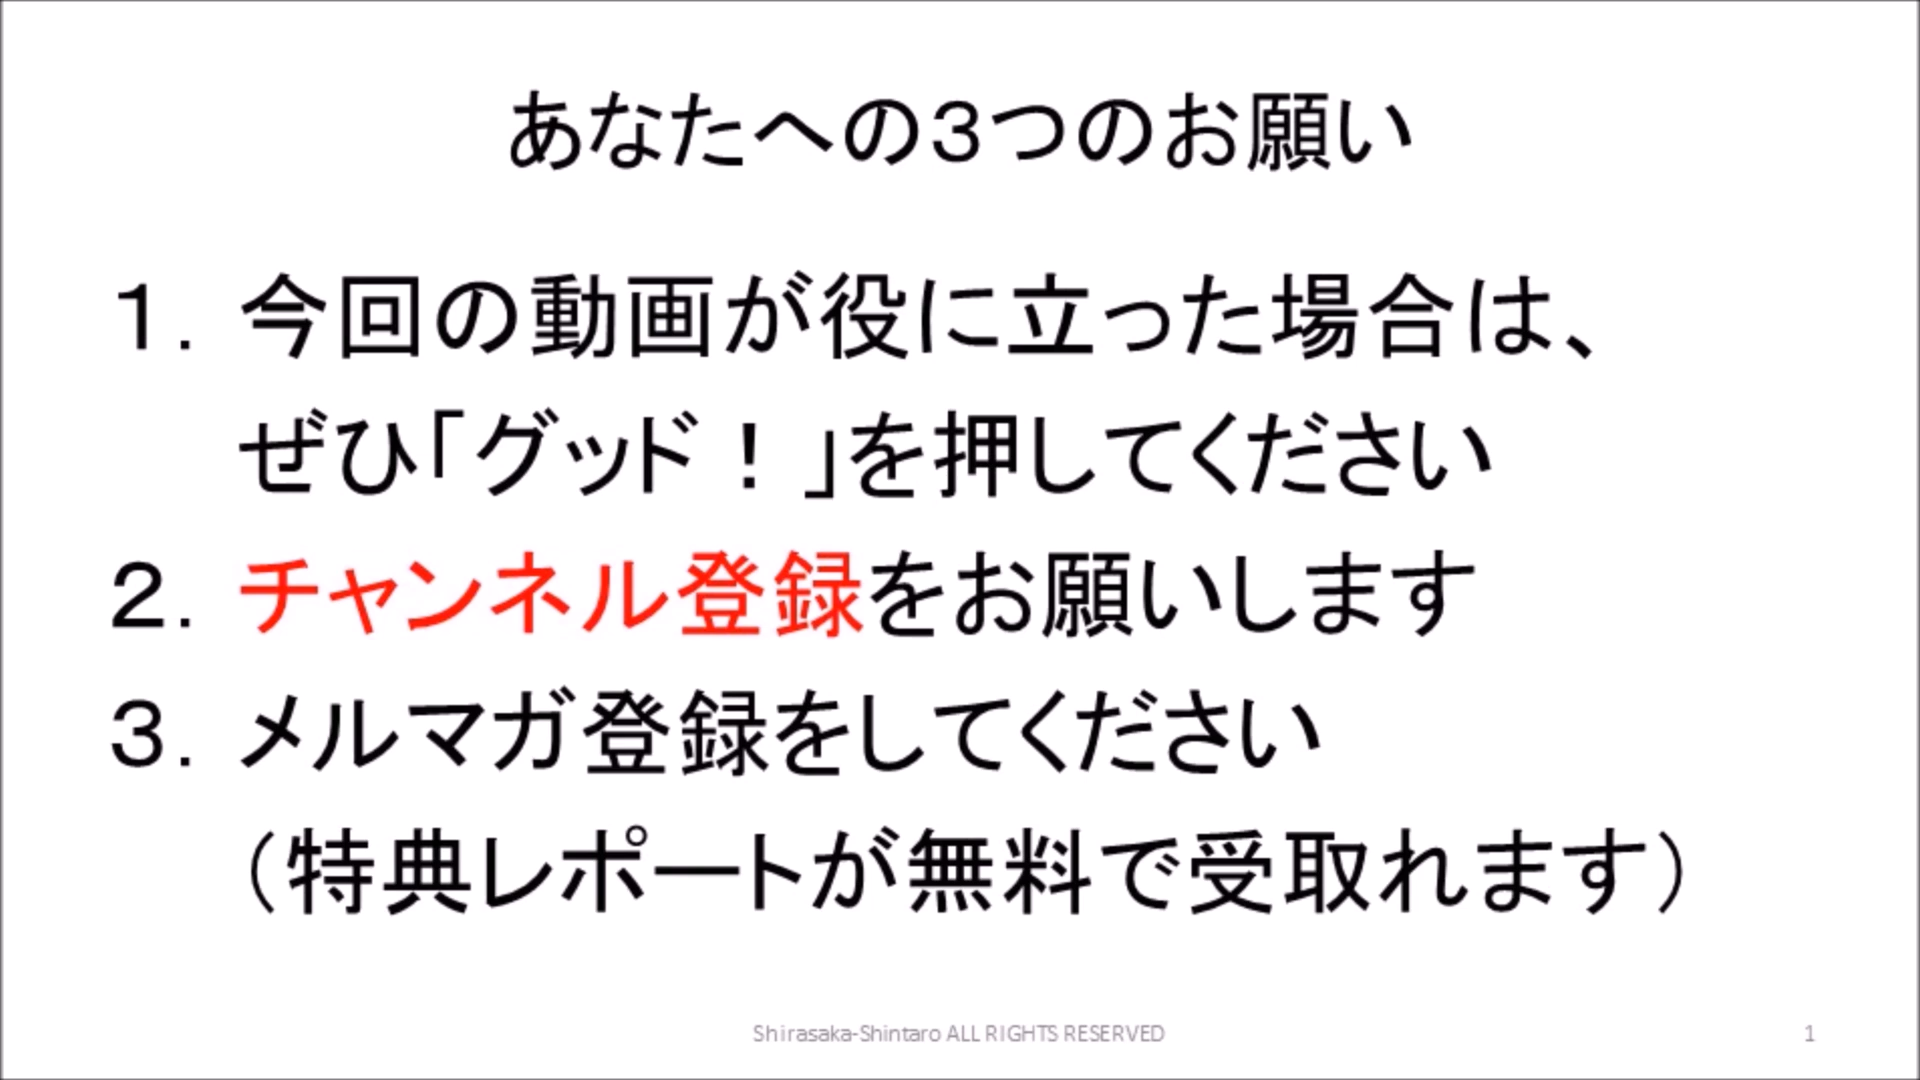 あなたへの３つのお願い
１．今回の動画が役に立った場合は、
ぜひ「グッド！」を押してください
２．チャンネル登録をお願いします
３．メルマガ登録をしてください
（特典レポートが無料で受取れます）
Shirasaka-Shintaro ALL RIGHTS RESERVED
1